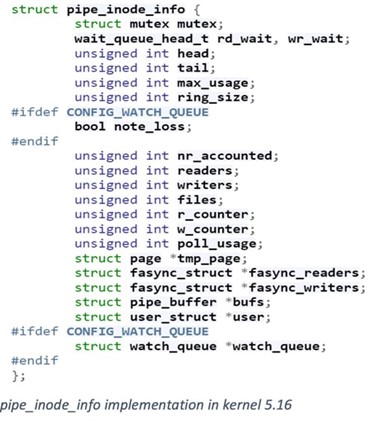 struct pipe_inode_info {
        struct mutex mutex;
        wait_queue_head_t rd_wait, wr_wait;
        unsigned int head;
        unsigned int tail;
        unsigned int max_usage;
        unsigned int ring_size;
#ifdef CONFIG_WATCH_QUEUE
        bool note_loss;
#endif
        unsigned int nr_accounted;
        unsigned int readers;
        unsigned int writers;
        unsigned int files;
        unsigned int r_counter;
        unsigned int w_counter;
        unsigned int poll_usage;
        struct page *tmp_page;
        struct fasync_struct *fasync_readers;
        struct fasync_struct *fasync_writers;
        struct pipe_buffer *bufs;
        struct user_struct *user;
#ifdef CONFIG_WATCH_QUEUE
        struct watch_queue *watch_queue;
#endif
};
pipe_inode_info implementation in kernel 5.16